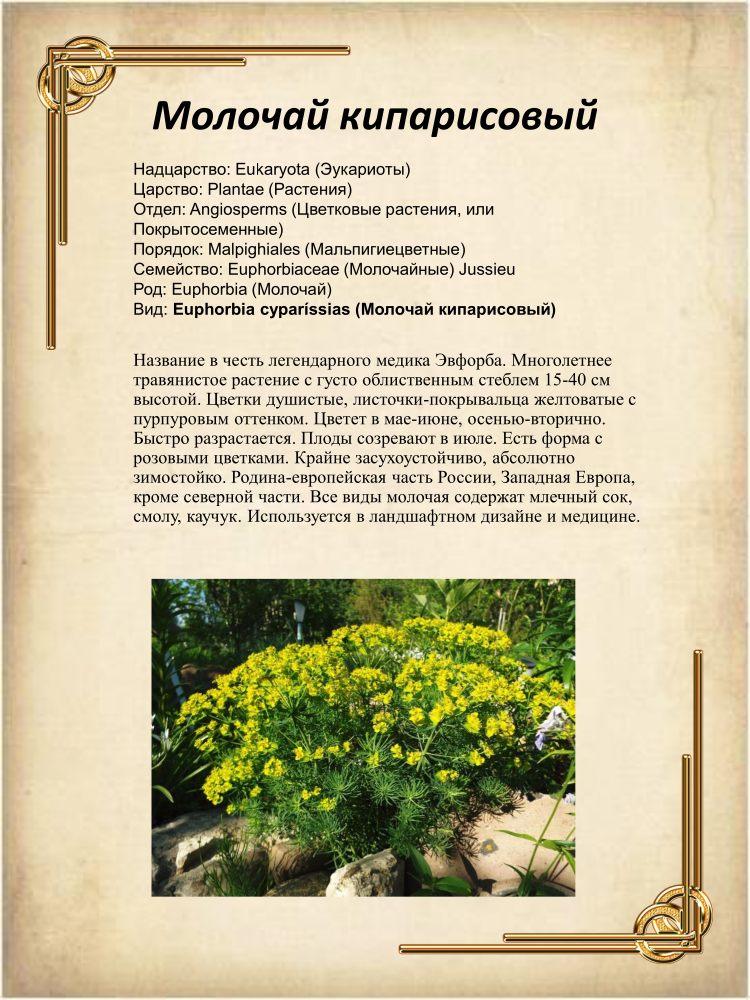 Молочай кипарисовый
Надцарство: Eukaryota (Эукариоты)
Царство: Plantae (Растения)
Отдел: Angiosperms (Цветковые растения, или
Покрытосеменные)
Порядок: Malpighiales (Мальпигиецветные)
Семейство: Euphorbiaceae (Молочайные) Jussieu
Род: Euphorbia (Молочай)
Вид: Euphorbia cyparíssias (Молочай кипарисовый)
Название в честь легендарного медика Эвфорба. Многолетнее
травянистое растение с густо облиственным стеблем 15-40 см
высотой. Цветки душистые, листочки-покрывальца желтоватые с
пурпуровым оттенком. Цветет в мае-июне, осенью-вторично.
Быстро разрастается. Плоды созревают в июле. Есть форма с
розовыми цветками. Крайне засухоустойчиво, абсолютно
зимостойко. Родина-европейская часть России, Западная Европа,
кроме северной части. Все виды молочая содержат млечный сок,
смолу, каучук. Используется в ландшафтном дизайне и медицине.